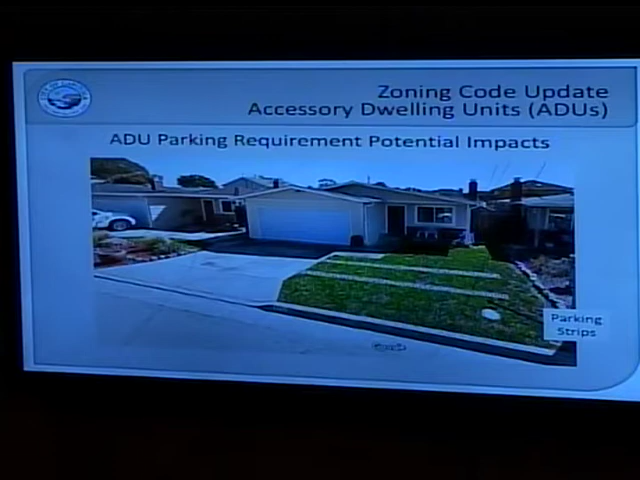 Zoning Code Update
Accessory Dwelling Units (ADUs)
ADU Parking Requirement Potential Impacts
Parking
Strips